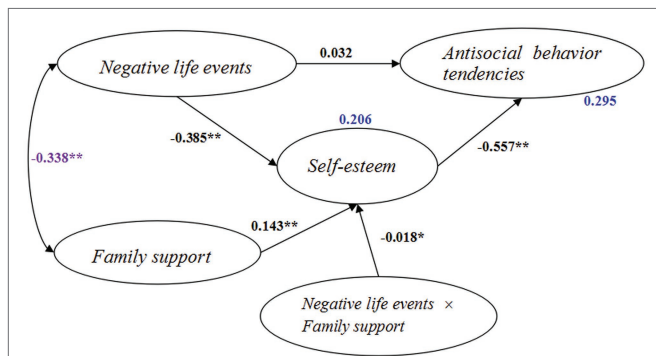 Negative life events
0.032
Antisocial behavior
tendencies
0.295
0.206
-0.385**
Self-esteem
-0.557**
-0.338**
0.143**
Family support
-0.018*
Negative life events ×
Family support